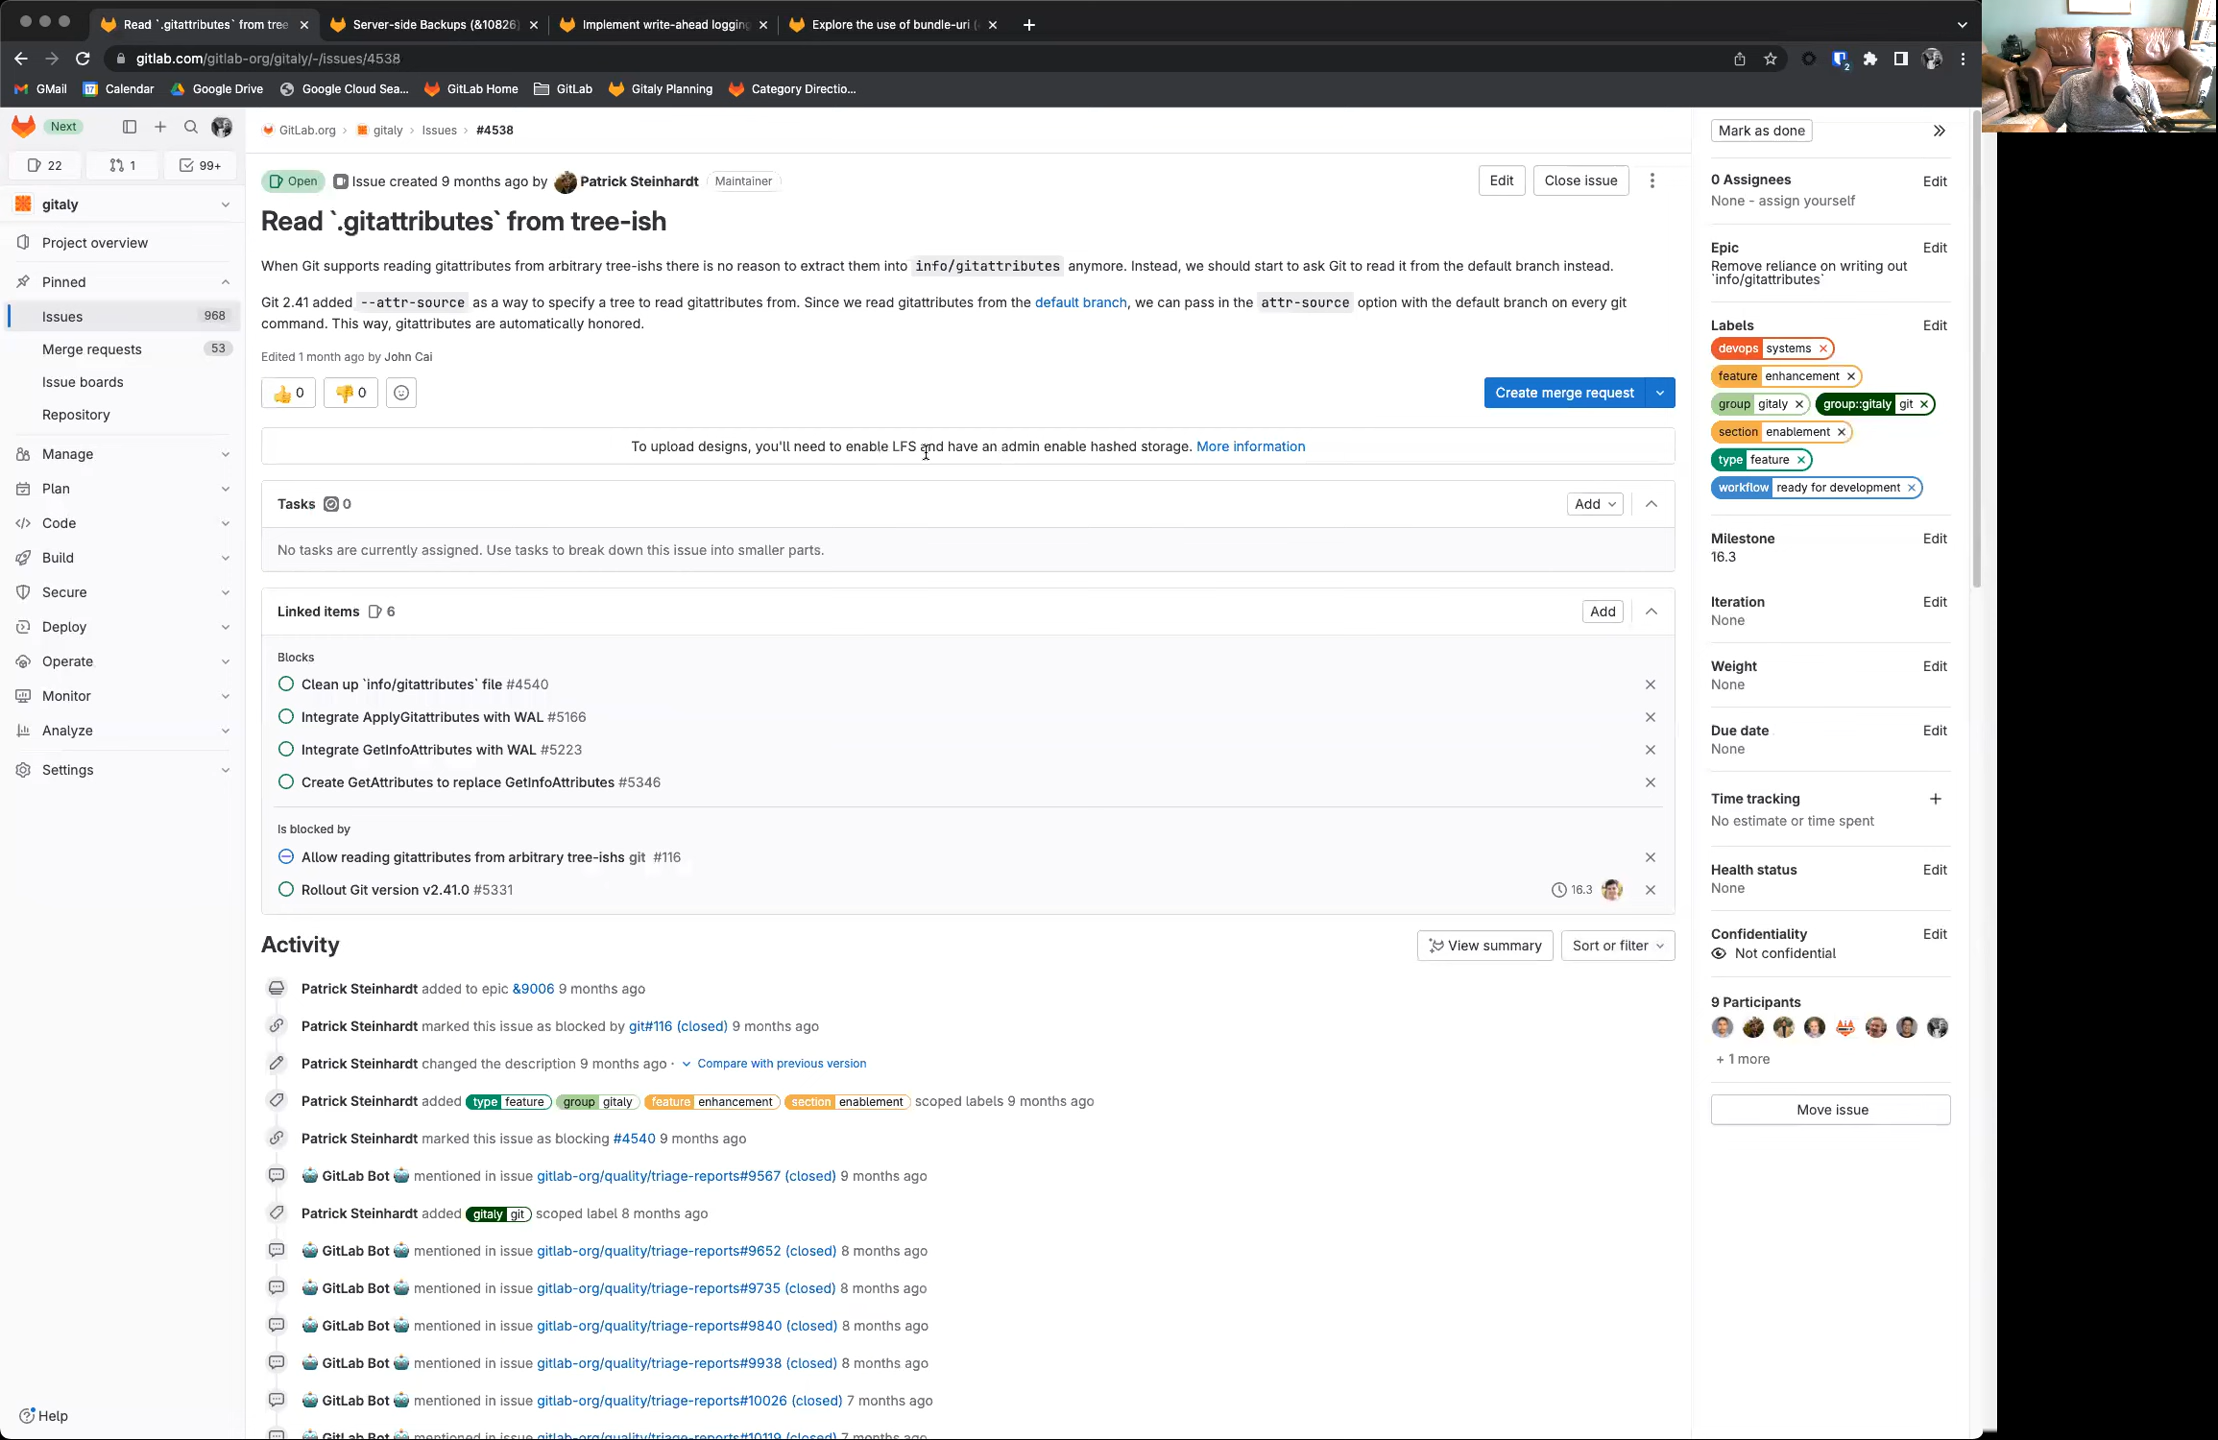 Read `.gitattributes` from tree
Server-side Backups (&10826)
Implement write-ahead logging
Explore the use of bundle-uri (
gitlab.com/gitlab-org/gitaly/-/issues/4538
2
GMail
17 Calendar
Google Drive
Google Cloud Sea...
GitLab Home
GitLab
Gitaly Planning
Category Directio...
Next
22
1
99+
gitaly
Project overview
Pinned
Issues 968
Merge requests 53
Issue boards
Repository
Manage
Plan
Code
Build
Secure
Deploy
Operate
Monitor
Analyze
Settings
Help
GitLab.org › gitaly › Issues › #4538
Open Issue created 9 months ago by Patrick Steinhardt Maintainer
Edit Close issue
Read `.gitattributes` from tree-ish
When Git supports reading gitattributes from arbitrary tree-ishs there is no reason to extract them into info/gitattributes anymore. Instead, we should start to ask Git to read it from the default branch instead.
Git 2.41 added --attr-source as a way to specify a tree to read gitattributes from. Since we read gitattributes from the default branch, we can pass in the attr-source option with the default branch on every git
command. This way, gitattributes are automatically honored.
Edited 1 month ago by John Cai
👍 0 👎 0
Create merge request
To upload designs, you'll need to enable LFS and have an admin enable hashed storage. More information
Tasks 0
Add
No tasks are currently assigned. Use tasks to break down this issue into smaller parts.
Linked items 6
Add
Blocks
Clean up `info/gitattributes` file #4540
Integrate ApplyGitattributes with WAL #5166
Integrate GetInfoAttributes with WAL #5223
Create GetAttributes to replace GetInfoAttributes #5346
Is blocked by
Allow reading gitattributes from arbitrary tree-ishs git #116
Rollout Git version v2.41.0 #5331 16.3
Activity
View summary Sort or filter
Patrick Steinhardt added to epic &9006 9 months ago
Patrick Steinhardt marked this issue as blocked by git#116 (closed) 9 months ago
Patrick Steinhardt changed the description 9 months ago · Compare with previous version
Patrick Steinhardt added type feature group gitaly feature enhancement section enablement scoped labels 9 months ago
Patrick Steinhardt marked this issue as blocking #4540 9 months ago
🤖 GitLab Bot 🤖 mentioned in issue gitlab-org/quality/triage-reports#9567 (closed) 9 months ago
Patrick Steinhardt added gitaly git scoped label 8 months ago
🤖 GitLab Bot 🤖 mentioned in issue gitlab-org/quality/triage-reports#9652 (closed) 8 months ago
🤖 GitLab Bot 🤖 mentioned in issue gitlab-org/quality/triage-reports#9735 (closed) 8 months ago
🤖 GitLab Bot 🤖 mentioned in issue gitlab-org/quality/triage-reports#9840 (closed) 8 months ago
🤖 GitLab Bot 🤖 mentioned in issue gitlab-org/quality/triage-reports#9938 (closed) 8 months ago
🤖 GitLab Bot 🤖 mentioned in issue gitlab-org/quality/triage-reports#10026 (closed) 7 months ago
🤖 GitLab Bot 🤖 mentioned in issue gitlab-org/quality/triage-reports#10119 (closed) 7 months ago
Mark as done
0 Assignees Edit
None - assign yourself
Epic Edit
Remove reliance on writing out
`info/gitattributes`
Labels Edit
devops systems
feature enhancement
group gitaly group::gitaly git
section enablement
type feature
workflow ready for development
Milestone Edit
16.3
Iteration Edit
None
Weight Edit
None
Due date Edit
None
Time tracking
No estimate or time spent
Health status Edit
None
Confidentiality Edit
Not confidential
9 Participants
+ 1 more
Move issue